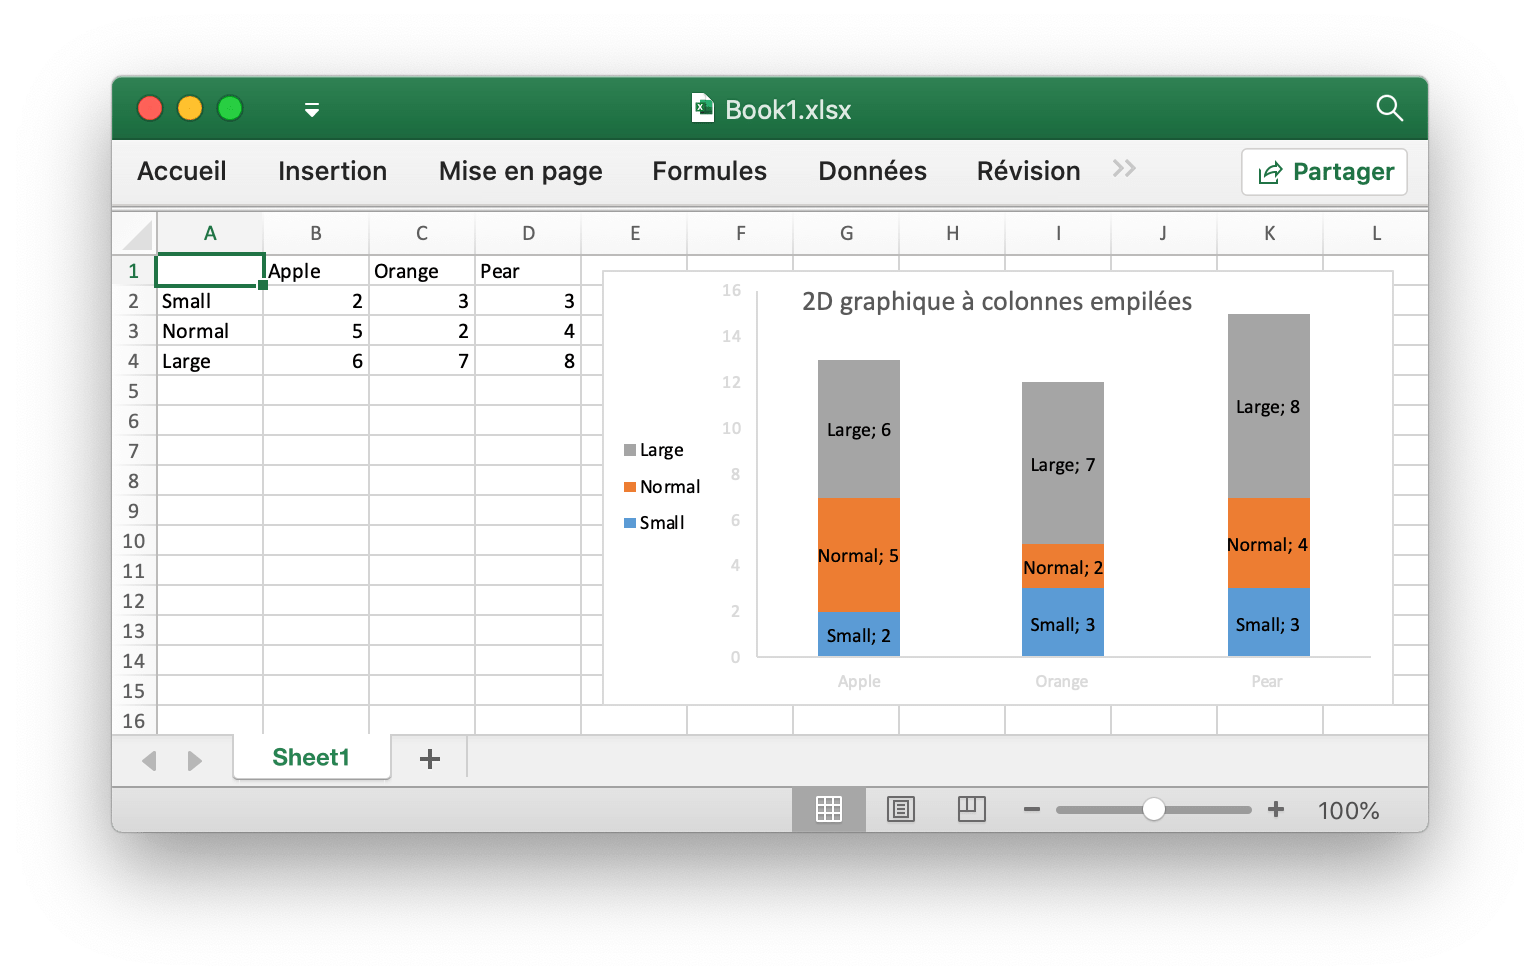 Book1.xlsx
Accueil Insertion Mise en page Formules Données Révision Partager
A B C D E F G H I J K L
1 Apple Orange Pear
2 Small 2 3 3
3 Normal 5 2 4
4 Large 6 7 8
5
6
7
8
9
10
11
12
13
14
15
16
2D graphique à colonnes empilées
16
14
12
10
8
6
4
2
0
Large
Normal
Small
Large; 6
Normal; 5
Small; 2
Large; 7
Normal; 2
Small; 3
Large; 8
Normal; 4
Small; 3
Apple Orange Pear
Sheet1
100%